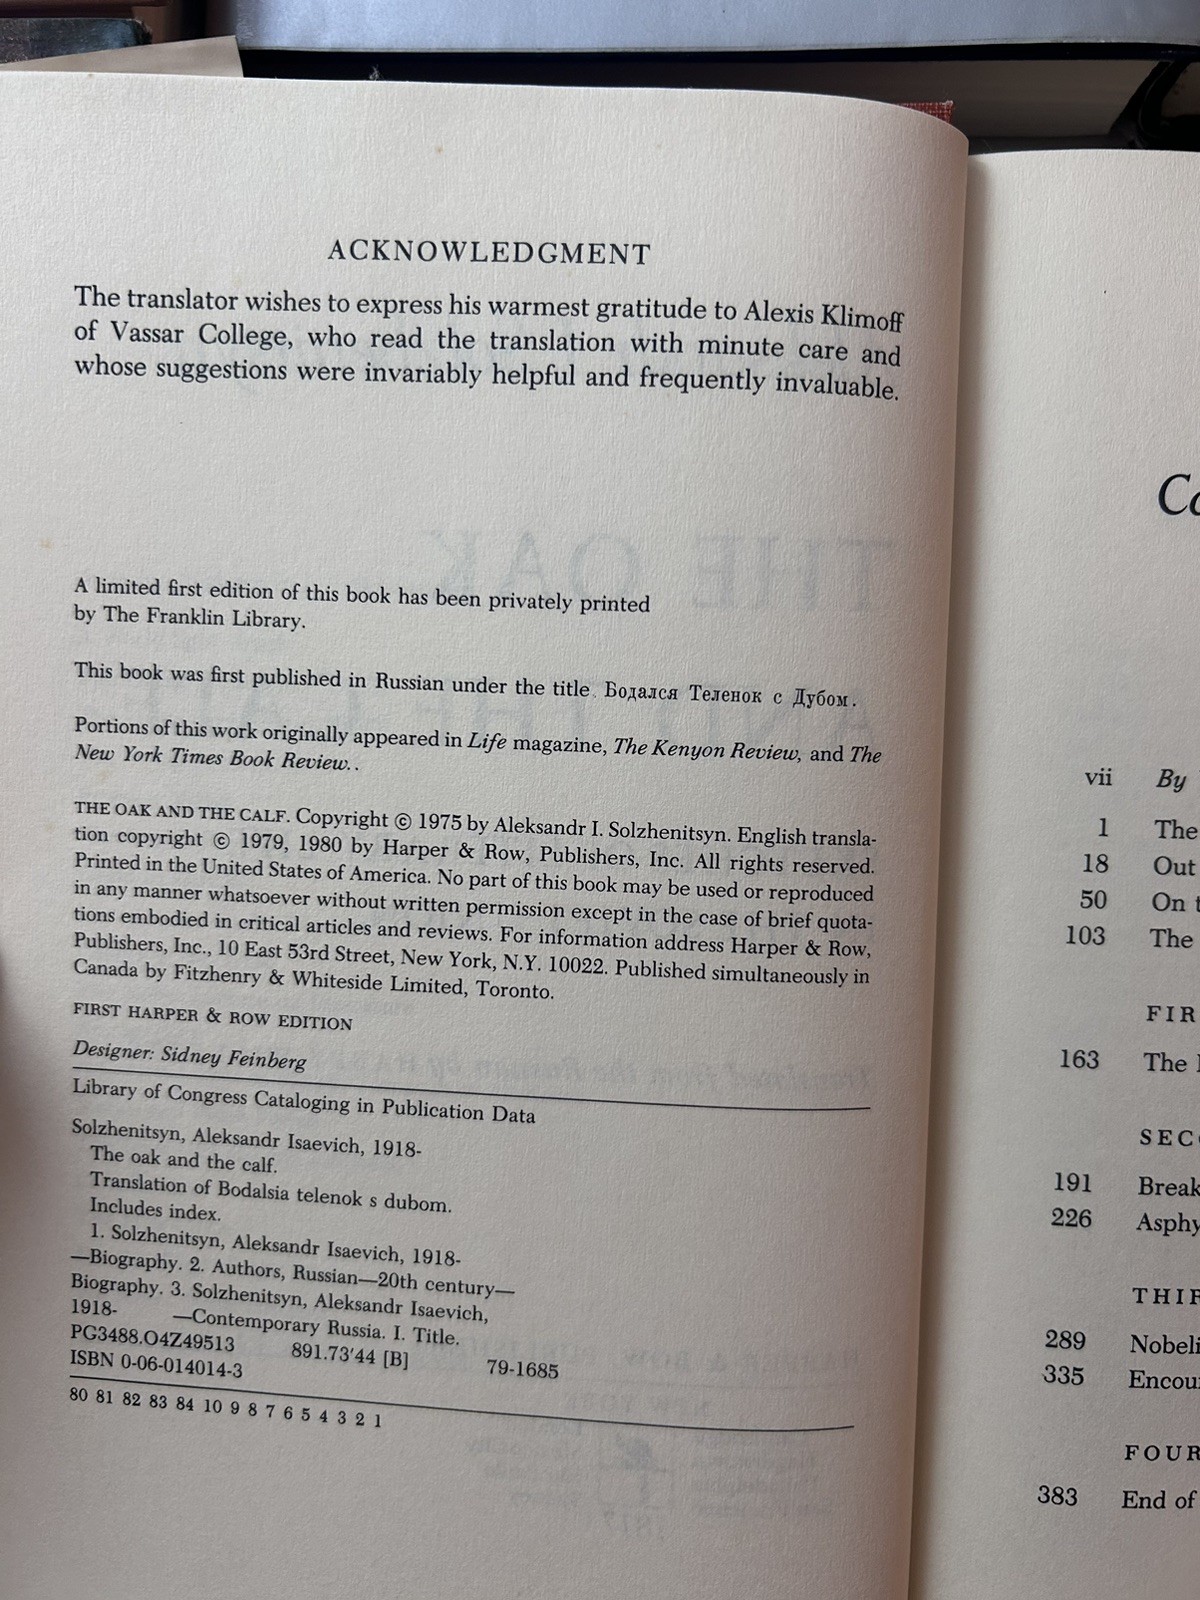 ACKNOWLEDGMENT
The translator wishes to express his warmest gratitude to Alexis Klimoff
of Vassar College, who read the translation with minute care and
whose suggestions were invariably helpful and frequently invaluable.
A limited first edition of this book has been privately printed
by The Franklin Library.
This book was first published in Russian under the title Бодался Теленок с Дубом.
Portions of this work originally appeared in Life magazine, The Kenyon Review, and The
New York Times Book Review..
THE OAK AND THE CALF. Copyright © 1975 by Aleksandr I. Solzhenitsyn. English transla-
tion copyright © 1979, 1980 by Harper & Row, Publishers, Inc. All rights reserved.
Printed in the United States of America. No part of this book may be used or reproduced
in any manner whatsoever without written permission except in the case of brief quota-
tions embodied in critical articles and reviews. For information address Harper & Row,
Publishers, Inc., 10 East 53rd Street, New York, N.Y. 10022. Published simultaneously in
Canada by Fitzhenry & Whiteside Limited, Toronto.
FIRST HARPER & ROW EDITION
Designer: Sidney Feinberg
Library of Congress Cataloging in Publication Data
Solzhenitsyn, Aleksandr Isaevich, 1918-
The oak and the calf.
Translation of Bodalsia telenok s dubom.
Includes index.
1. Solzhenitsyn, Aleksandr Isaevich, 1918-
—Biography. 2. Authors, Russian—20th century—
Biography. 3. Solzhenitsyn, Aleksandr Isaevich,
1918- —Contemporary Russia. I. Title.
PG3488.O4Z49513 891.73'44 [B] 79-1685
ISBN 0-06-014014-3
80 81 82 83 84 10 9 8 7 6 5 4 3 2 1
Co
vii By
1 The
18 Out
50 On t
103 The
FIR
163 The
SEC
191 Break
226 Asphy
THIR
289 Nobeli
335 Encou
FOUR
383 End of